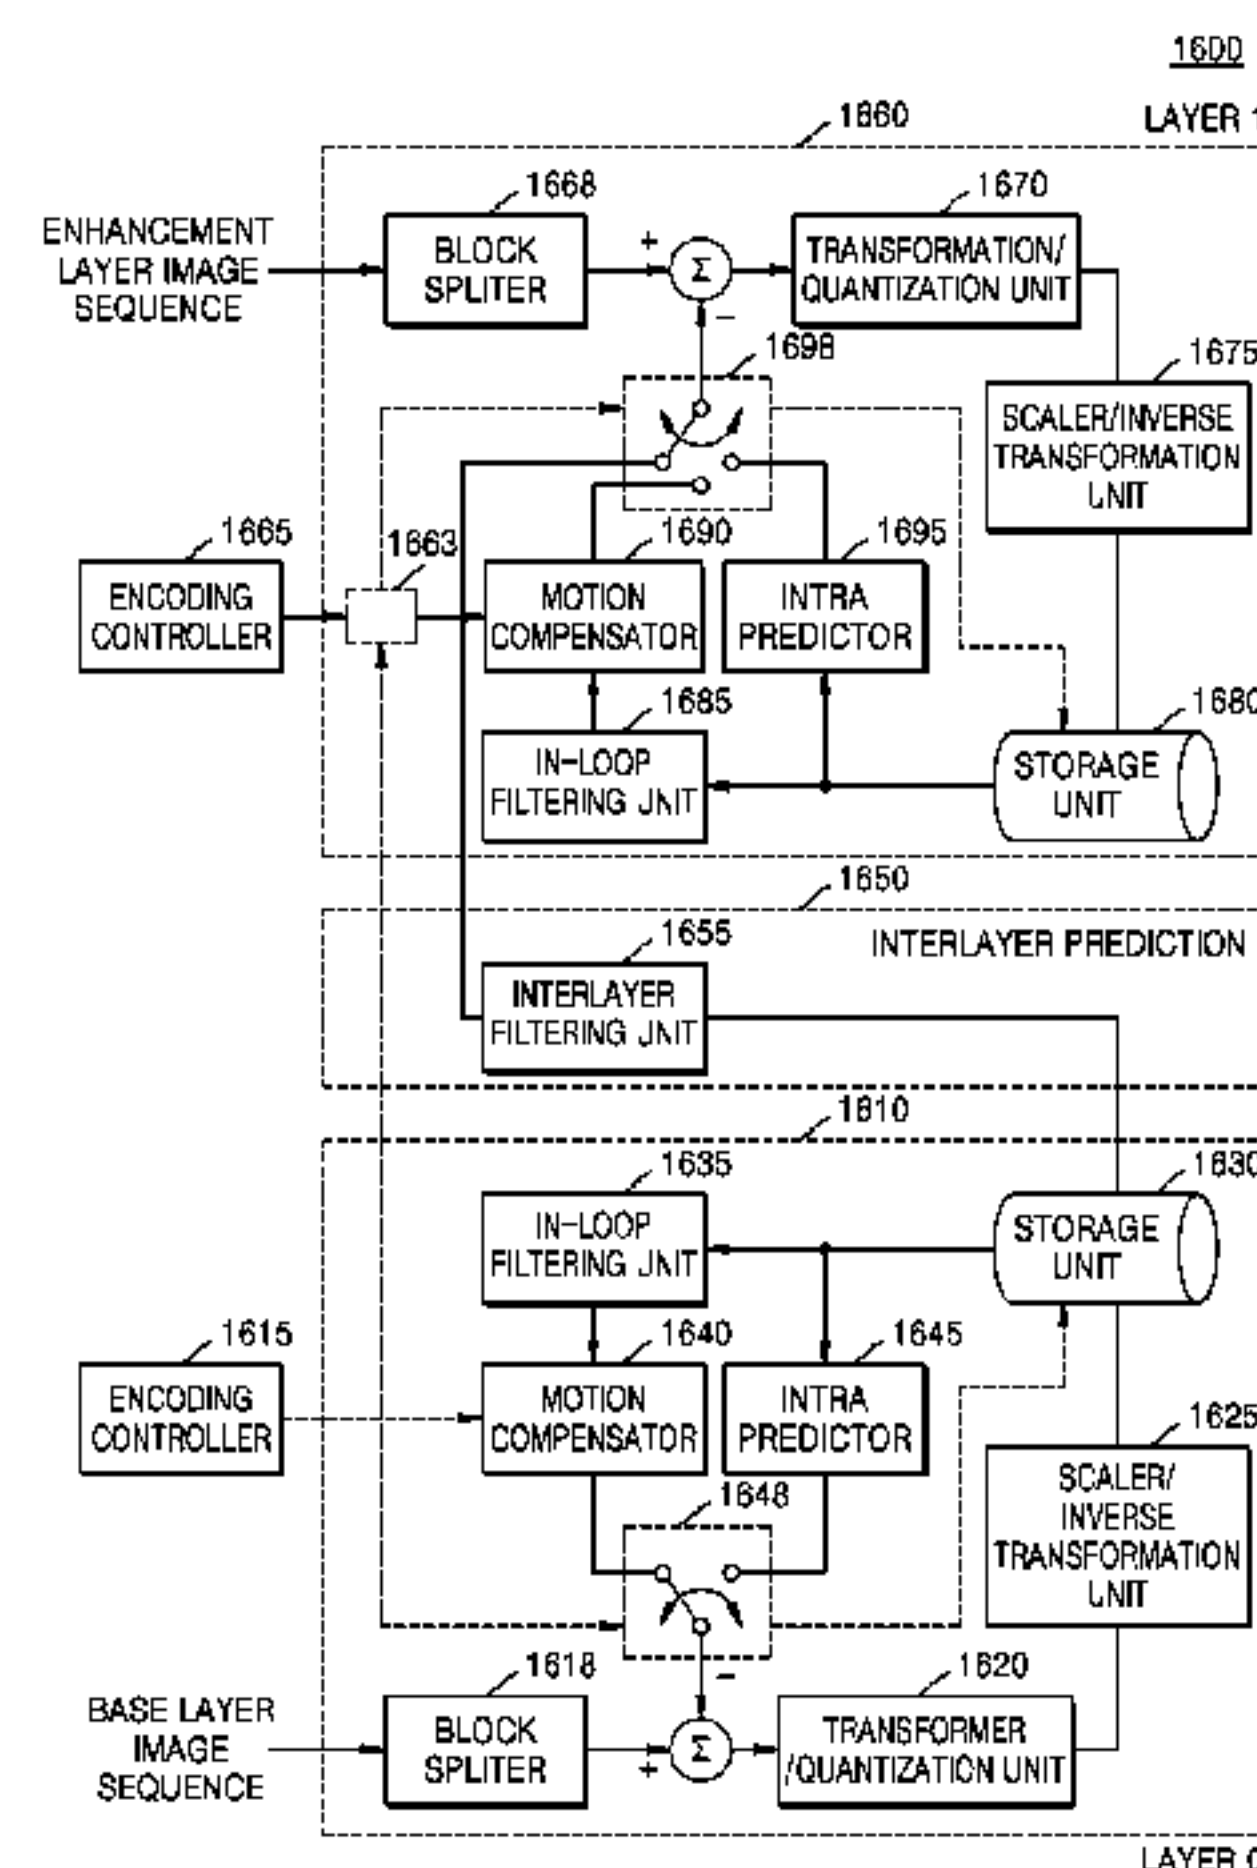 1600
LAYER 1
1660
1668
1670
ENHANCEMENT
LAYER IMAGE
SEQUENCE
BLOCK
SPLITER
+
Σ
−
TRANSFORMATION/
QUANTIZATION UNIT
1698
1675
SCALER/INVERSE
TRANSFORMATION
UNIT
1665
1663
1690
1695
ENCODING
CONTROLLER
MOTION
COMPENSATOR
INTRA
PREDICTOR
1685
1680
IN-LOOP
FILTERING UNIT
STORAGE
UNIT
1650
1655
INTERLAYER PREDICTION
INTERLAYER
FILTERING UNIT
1610
1635
1630
IN-LOOP
FILTERING UNIT
STORAGE
UNIT
1615
1640
1645
ENCODING
CONTROLLER
MOTION
COMPENSATOR
INTRA
PREDICTOR
1625
1648
SCALER/
INVERSE
TRANSFORMATION
UNIT
1618
−
1620
BASE LAYER
IMAGE
SEQUENCE
BLOCK
SPLITER
+
Σ
TRANSFORMER
/QUANTIZATION UNIT
LAYER 0